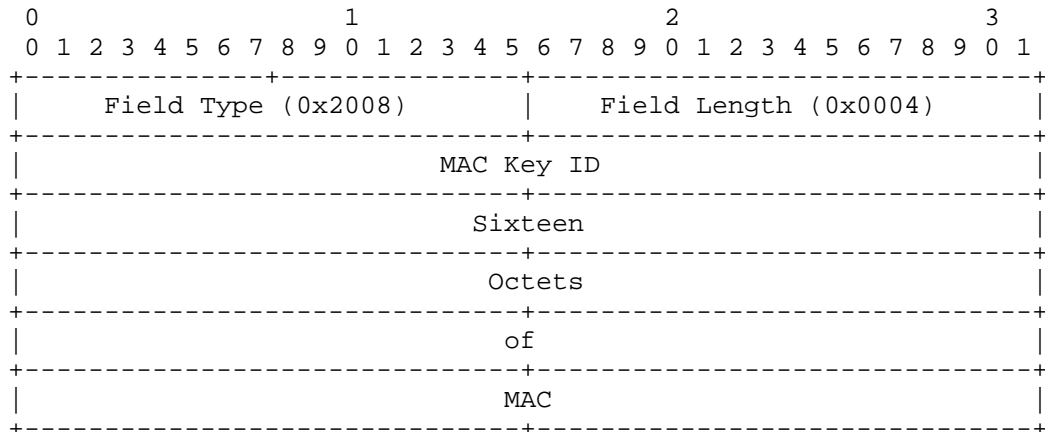 0                   1                   2                   3
 0 1 2 3 4 5 6 7 8 9 0 1 2 3 4 5 6 7 8 9 0 1 2 3 4 5 6 7 8 9 0 1
+---------------+---------------+-------------------------------+
|     Field Type (0x2008)       |    Field Length (0x0004)      |
+-------------------------------+-------------------------------+
|                          MAC Key ID                           |
+-------------------------------+-------------------------------+
|                            Sixteen                            |
+-------------------------------+-------------------------------+
|                             Octets                            |
+-------------------------------+-------------------------------+
|                              of                               |
+-------------------------------+-------------------------------+
|                              MAC                              |
+-------------------------------+-------------------------------+